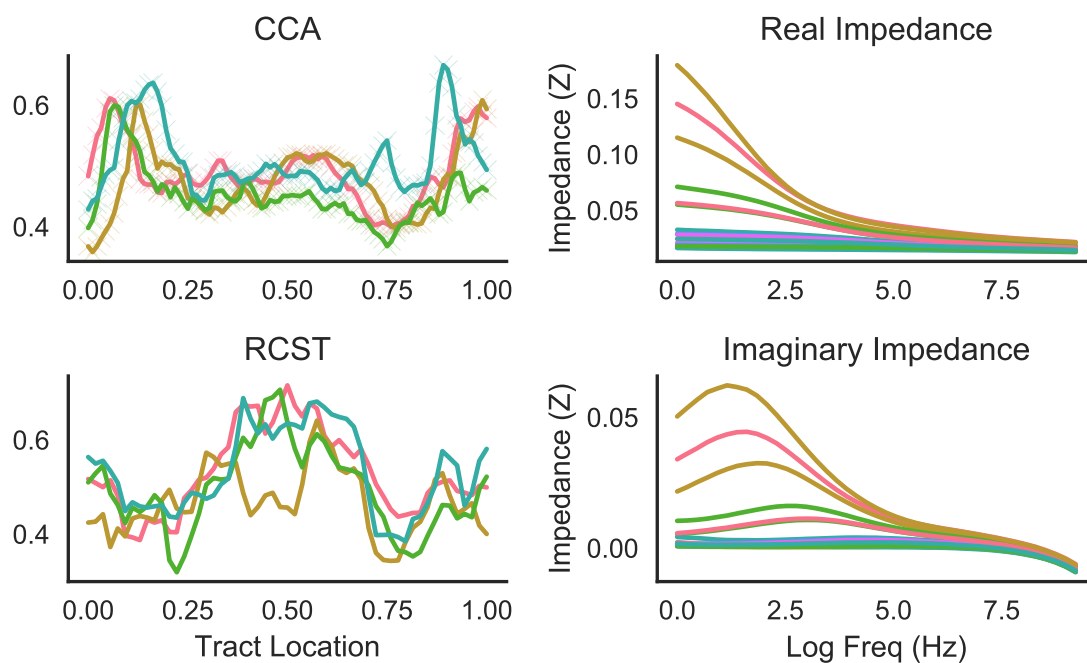 CCA
0.6
0.4
0.00 0.25 0.50 0.75 1.00
Real Impedance
Impedance (Z)
0.15
0.10
0.05
0.0 2.5 5.0 7.5
RCST
0.6
0.4
0.00 0.25 0.50 0.75 1.00
Tract Location
Imaginary Impedance
Impedance (Z)
0.05
0.00
0.0 2.5 5.0 7.5
Log Freq (Hz)